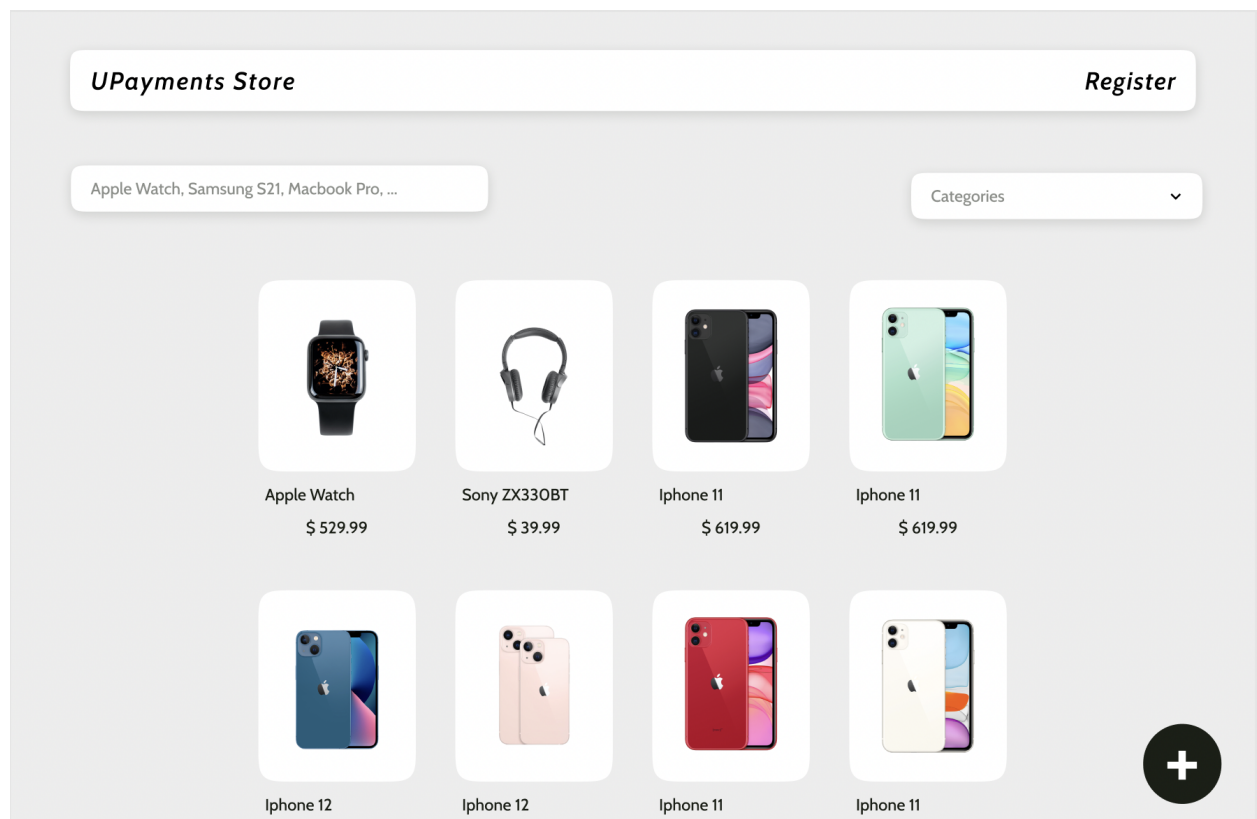 UPayments Store
Register
Apple Watch, Samsung S21, Macbook Pro, ...
Categories
Apple Watch
$ 529.99
Sony ZX330BT
$ 39.99
Iphone 11
$ 619.99
Iphone 11
$ 619.99
Iphone 12
Iphone 12
Iphone 11
Iphone 11